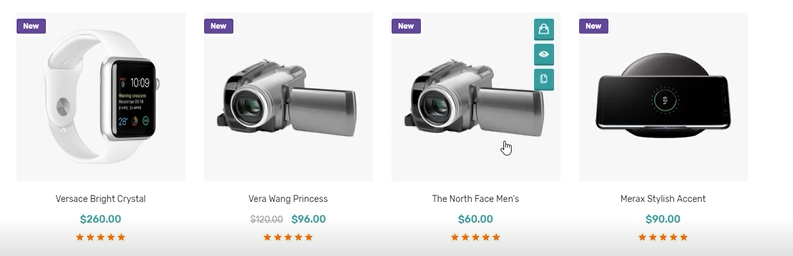 New
New
New
New
10:09
28°
Versace Bright Crystal
Vera Wang Princess
The North Face Men's
Merax Stylish Accent
$260.00
$120.00 $96.00
$60.00
$90.00